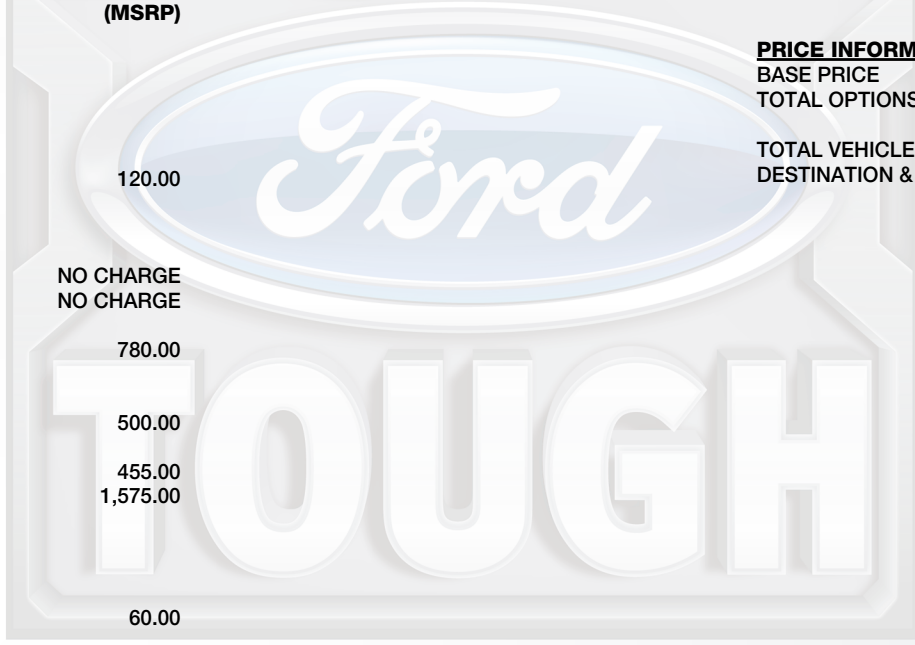 (MSRP)
120.00
NO CHARGE
NO CHARGE
780.00
500.00
455.00
1,575.00
60.00
PRICE INFORM
BASE PRICE
TOTAL OPTIONS
TOTAL VEHICLE
DESTINATION &
Ford
TOUGH